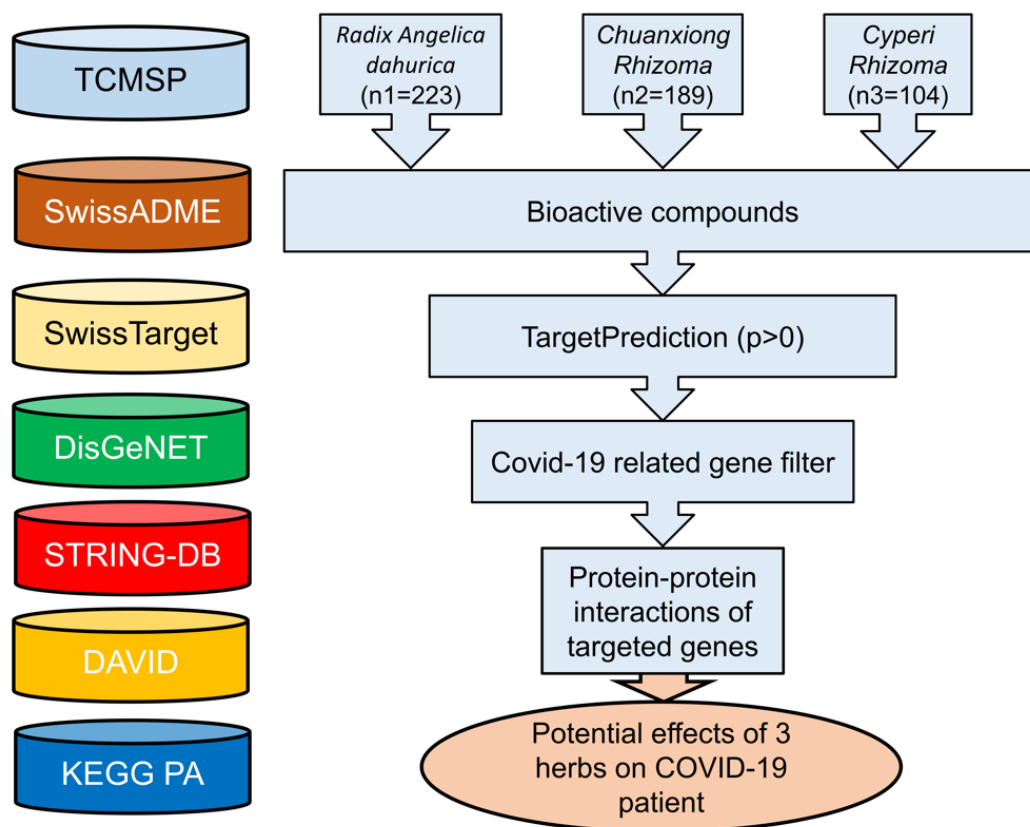 TCMSP
Radix Angelica
dahurica
(n1=223)
Chuanxiong
Rhizoma
(n2=189)
Cyperi
Rhizoma
(n3=104)
SwissADME
Bioactive compounds
SwissTarget
TargetPrediction (p>0)
DisGeNET
Covid-19 related gene filter
STRING-DB
Protein-protein
interactions of
targeted genes
DAVID
KEGG PA
Potential effects of 3
herbs on COVID-19
patient